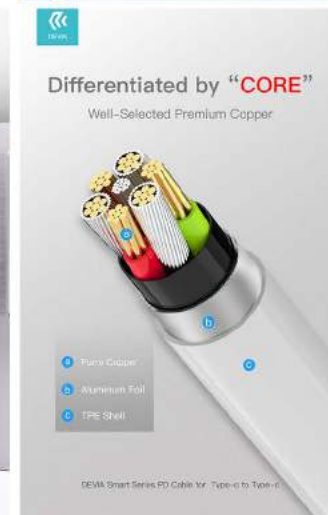 DEVIA
Differentiated by “CORE”
Well-Selected Premium Copper
a
b
c
a Pure Copper
b Aluminum Foil
c TPE Shell
DEVIA Smart Series PD Cable for Type-c to Type-c